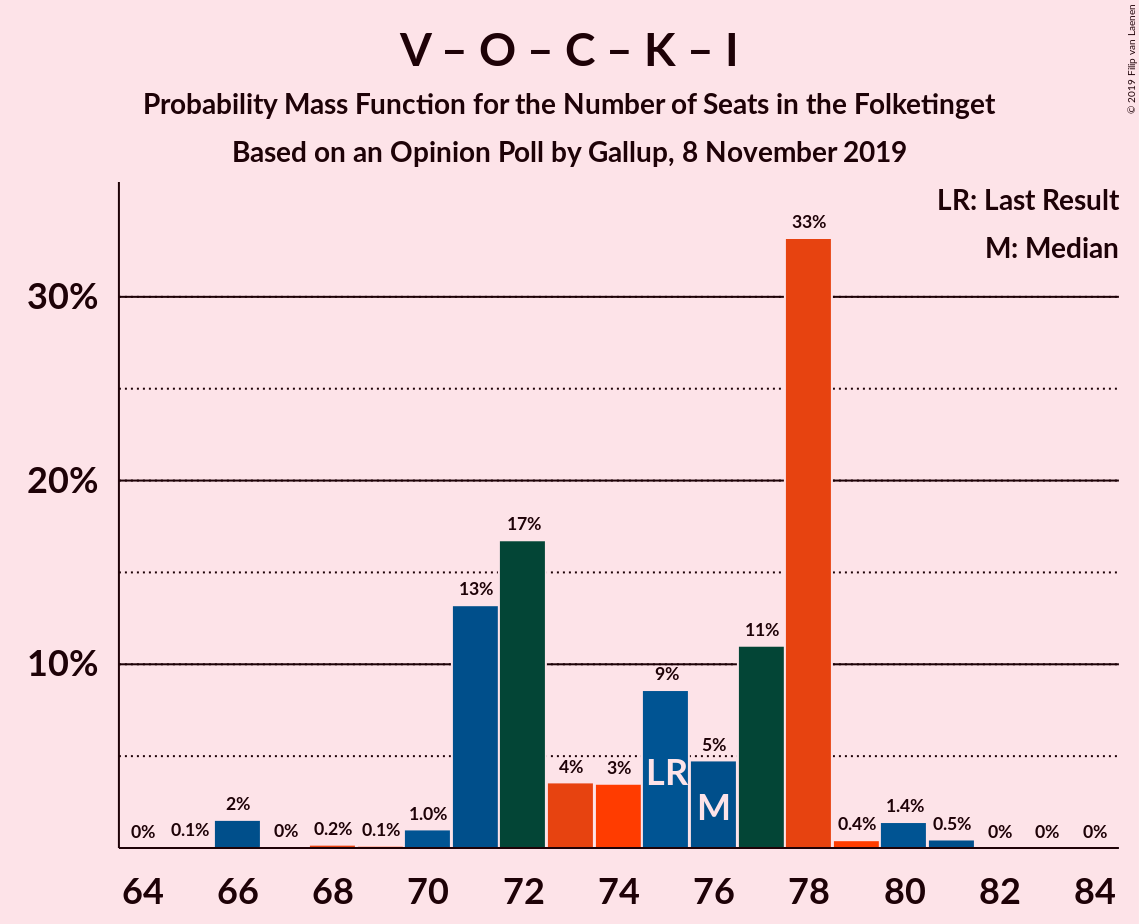 V – O – C – K – I
Probability Mass Function for the Number of Seats in the Folketinget
Based on an Opinion Poll by Gallup, 8 November 2019
© 2019 Filip van Laenen
LR: Last Result
M: Median
30%
20%
10%
0%
0.1%
2%
0%
0.2%
0.1%
1.0%
13%
17%
4%
3%
9%
5%
11%
33%
0.4%
1.4%
0.5%
0%
0%
0%
LR
M
64 66 68 70 72 74 76 78 80 82 84